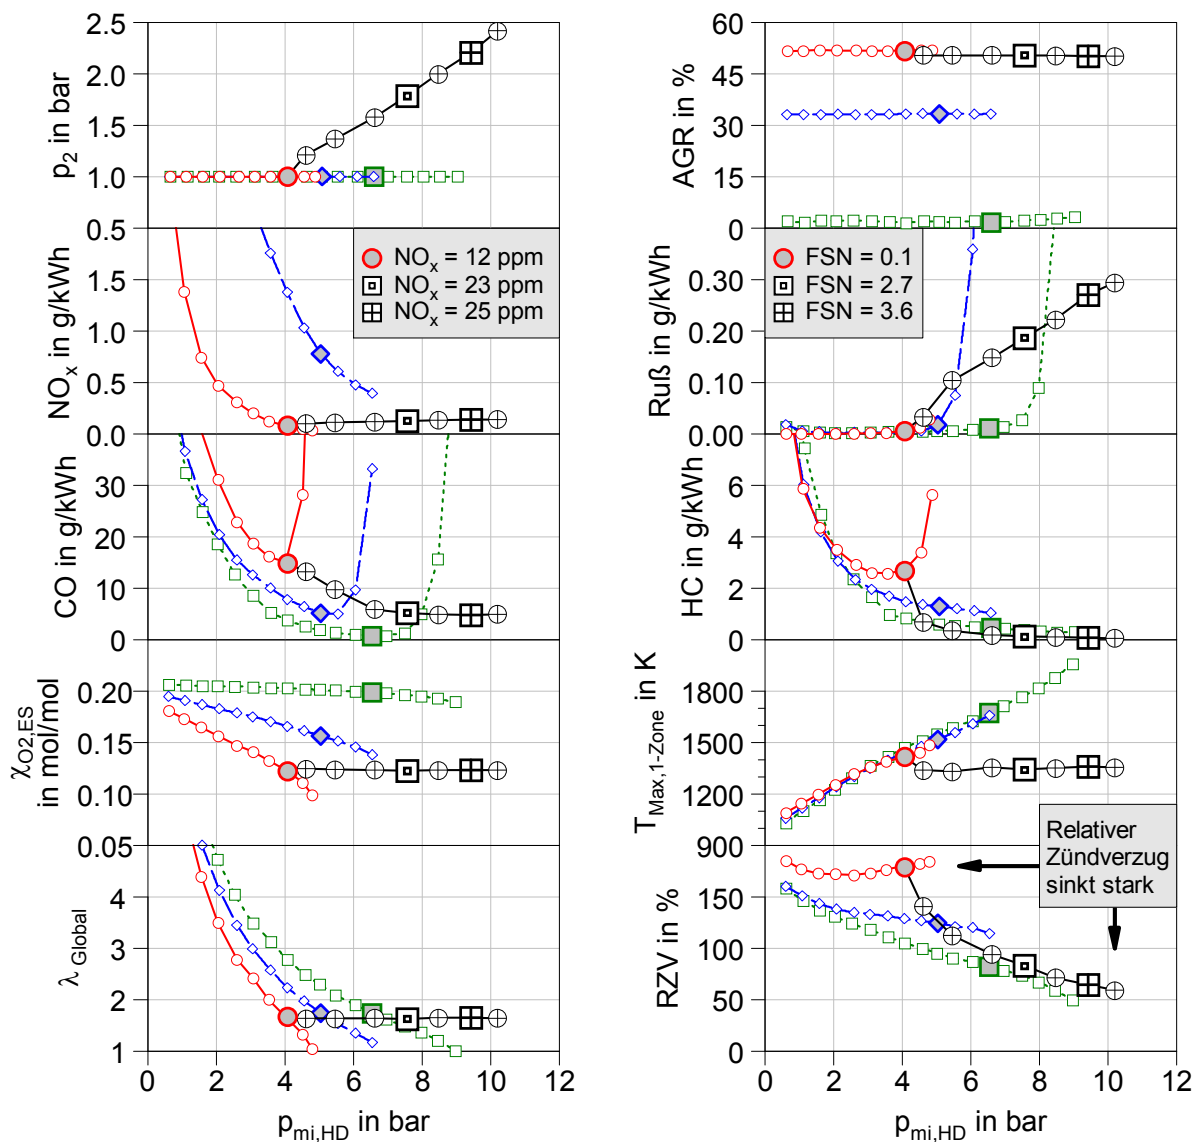 2.5
2.0
1.5
1.0
p2 in bar
0.5
1.5
1.0
0.5
0.0
NOx in g/kWh
NOx = 12 ppm
NOx = 23 ppm
NOx = 25 ppm
30
20
10
0
CO in g/kWh
0.20
0.15
0.10
0.05
χO2,ES
in mol/mol
4
3
2
1
λ Global
0 2 4 6 8 10 12
pmi,HD in bar
60
45
30
15
0
AGR in %
0.30
0.20
0.10
0.00
Ruß in g/kWh
FSN = 0.1
FSN = 2.7
FSN = 3.6
6
4
2
0
HC in g/kWh
1800
1500
1200
900
TMax,1-Zone in K
Relativer
Zündverzug
sinkt stark
150
100
50
0
RZV in %
0 2 4 6 8 10 12
pmi,HD in bar